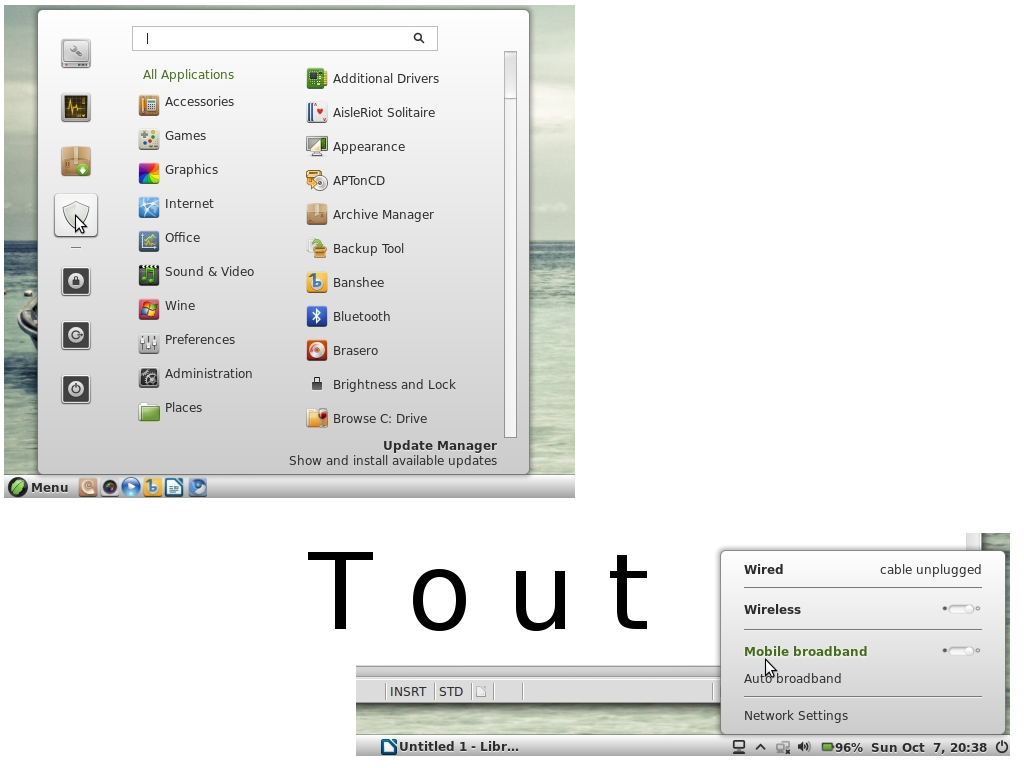 All Applications
Accessories
Games
Graphics
Internet
Office
Sound & Video
Wine
Preferences
Administration
Places
Additional Drivers
AisleRiot Solitaire
Appearance
APTonCD
Archive Manager
Backup Tool
Banshee
Bluetooth
Brasero
Brightness and Lock
Browse C: Drive
Update Manager
Show and install available updates
Menu
Tout
Wired cable unplugged
Wireless
Mobile broadband
Auto broadband
Network Settings
INSRT STD
Untitled 1 - Libr...
96% Sun Oct 7, 20:38